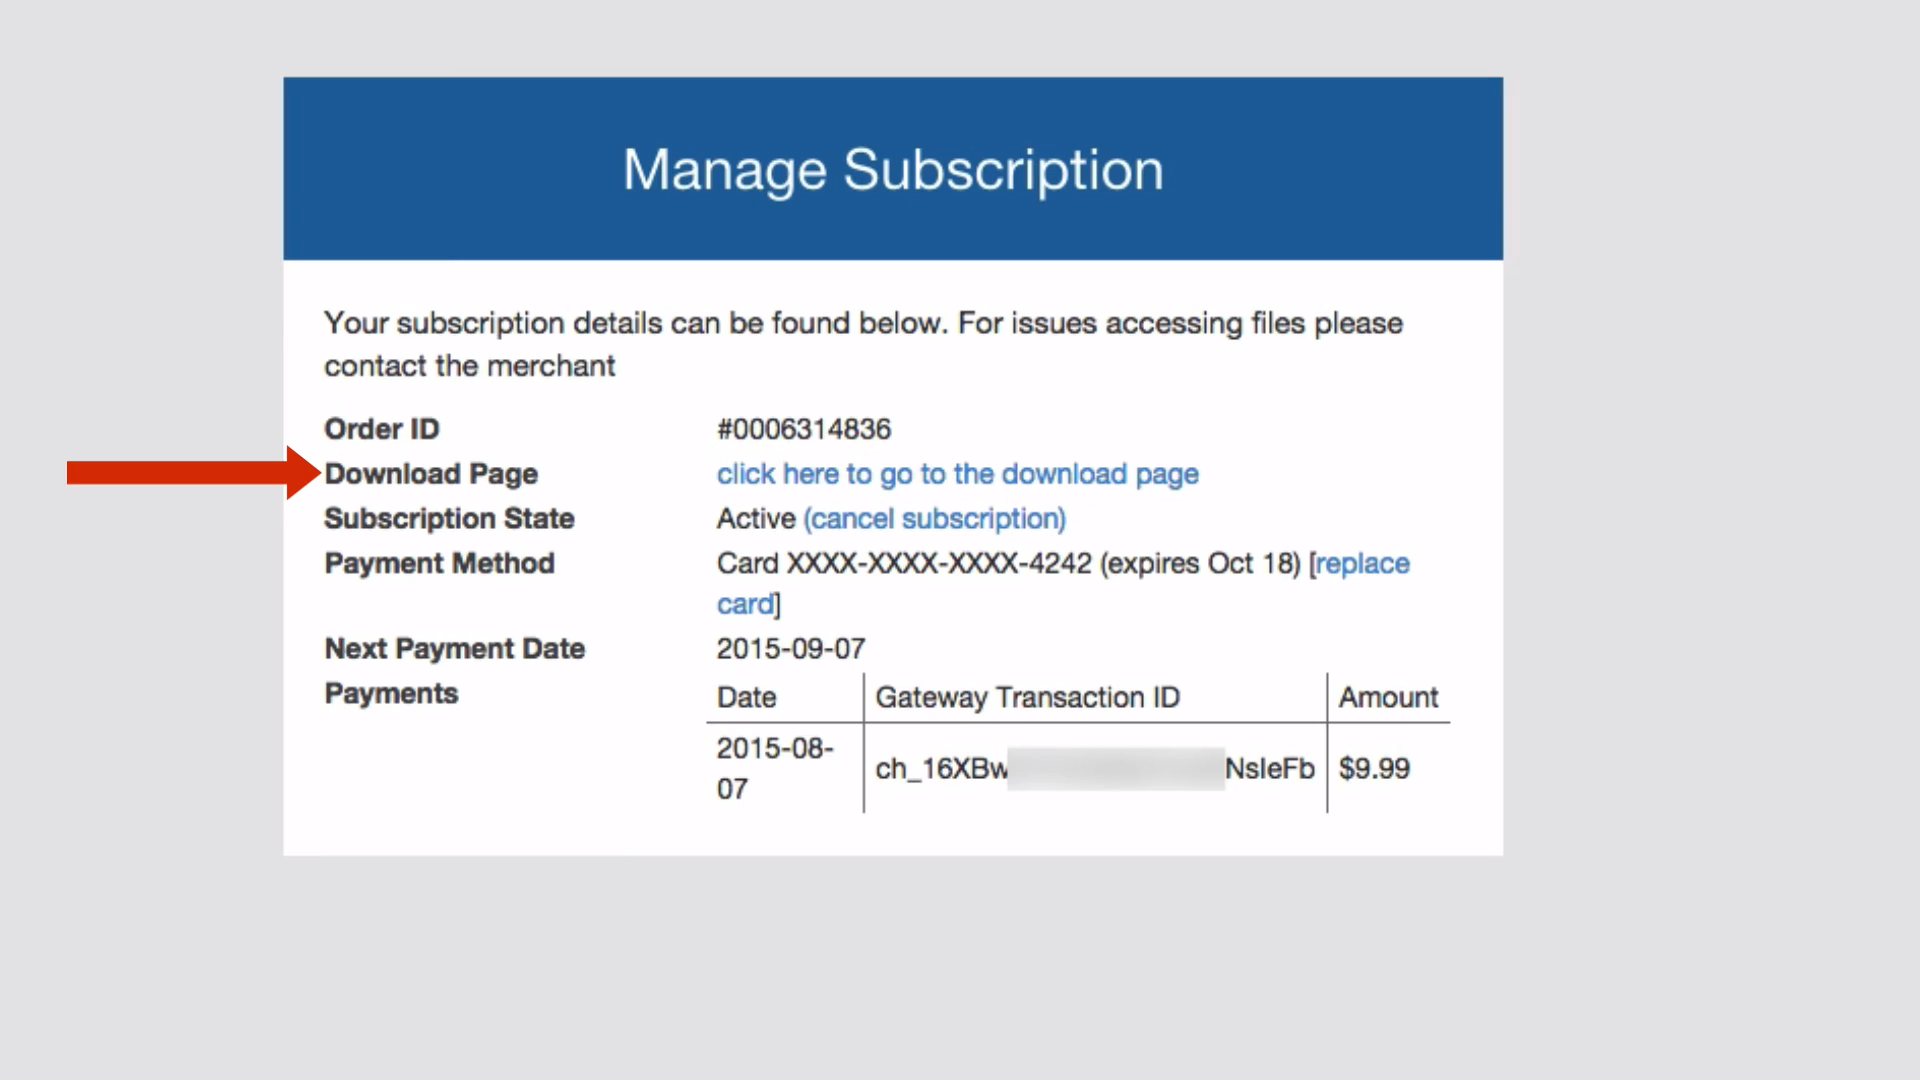 Manage Subscription
Your subscription details can be found below. For issues accessing files please
contact the merchant
Order ID #0006314836
Download Page click here to go to the download page
Subscription State Active (cancel subscription)
Payment Method Card XXXX-XXXX-XXXX-4242 (expires Oct 18) [replace
card]
Next Payment Date 2015-09-07
Payments Date Gateway Transaction ID Amount
2015-08-
07 ch_16XBw NsIeFb $9.99